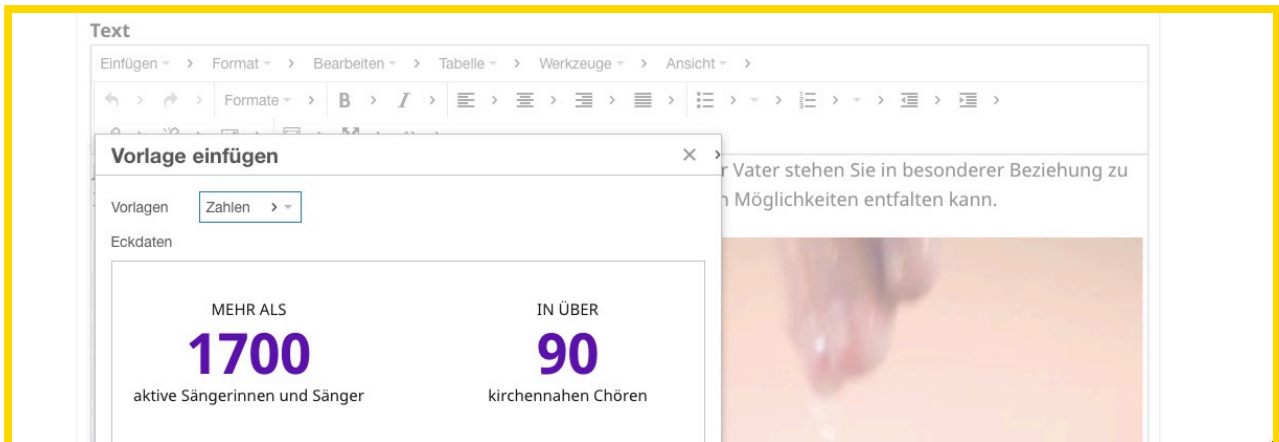 Text
Einfügen Format Bearbeiten Tabelle Werkzeuge Ansicht
Formate B I
Vorlage einfügen
r Vater stehen Sie in besonderer Beziehung zu
Möglichkeiten entfalten kann.
Vorlagen Zahlen
Eckdaten
MEHR ALS
1700
aktive Sängerinnen und Sänger
IN ÜBER
90
kirchennahen Chören